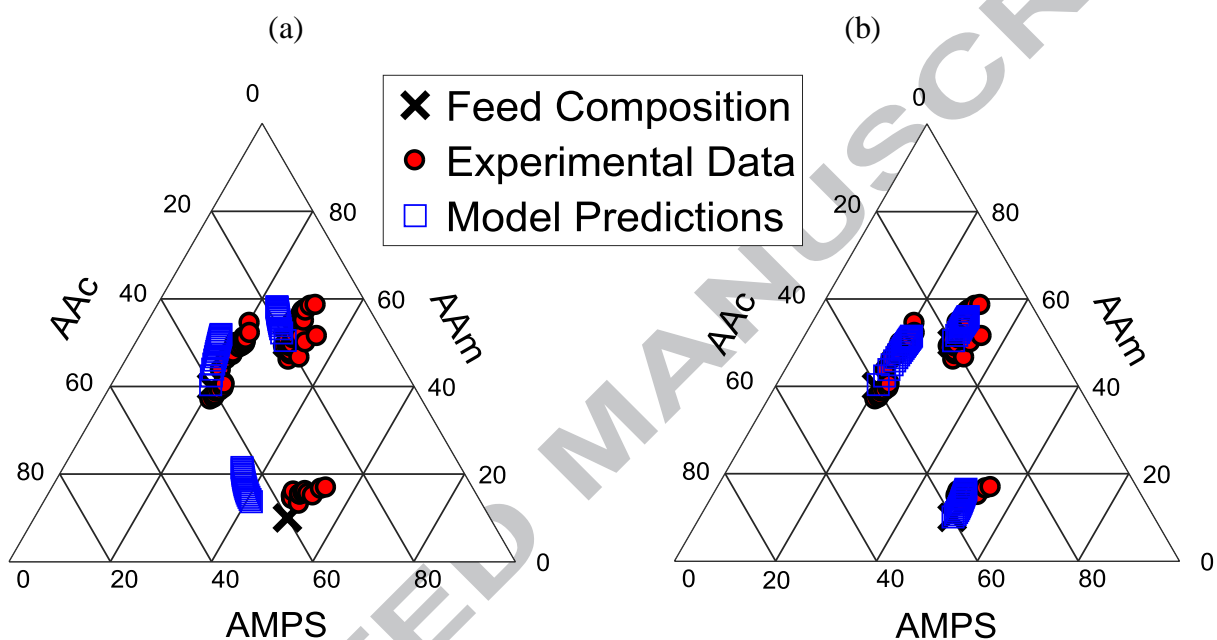 (a) (b)
Feed Composition
Experimental Data
Model Predictions
0
20 80
40 60
60 40
80 20
0 20 40 60 80 0
AAc AAm
AMPS
0
20 80
40 60
60 40
80 20
0 20 40 60 80 0
AAc AAm
AMPS
TED MANUSCR